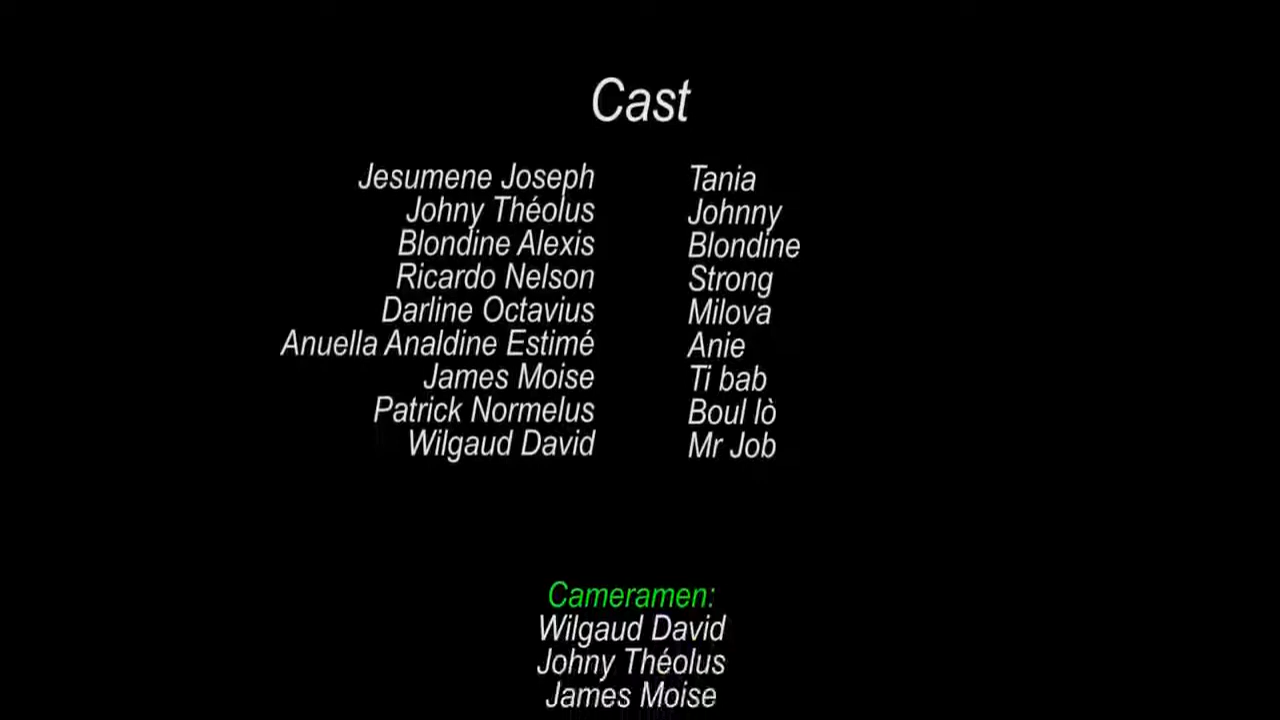 Cast
Jesumene Joseph Tania
Johny Théolus Johnny
Blondine Alexis Blondine
Ricardo Nelson Strong
Darline Octavius Milova
Anuella Analdine Estimé Anie
James Moise Ti bab
Patrick Normelus Boul lò
Wilgaud David Mr Job
Cameramen:
Wilgaud David
Johny Théolus
James Moise